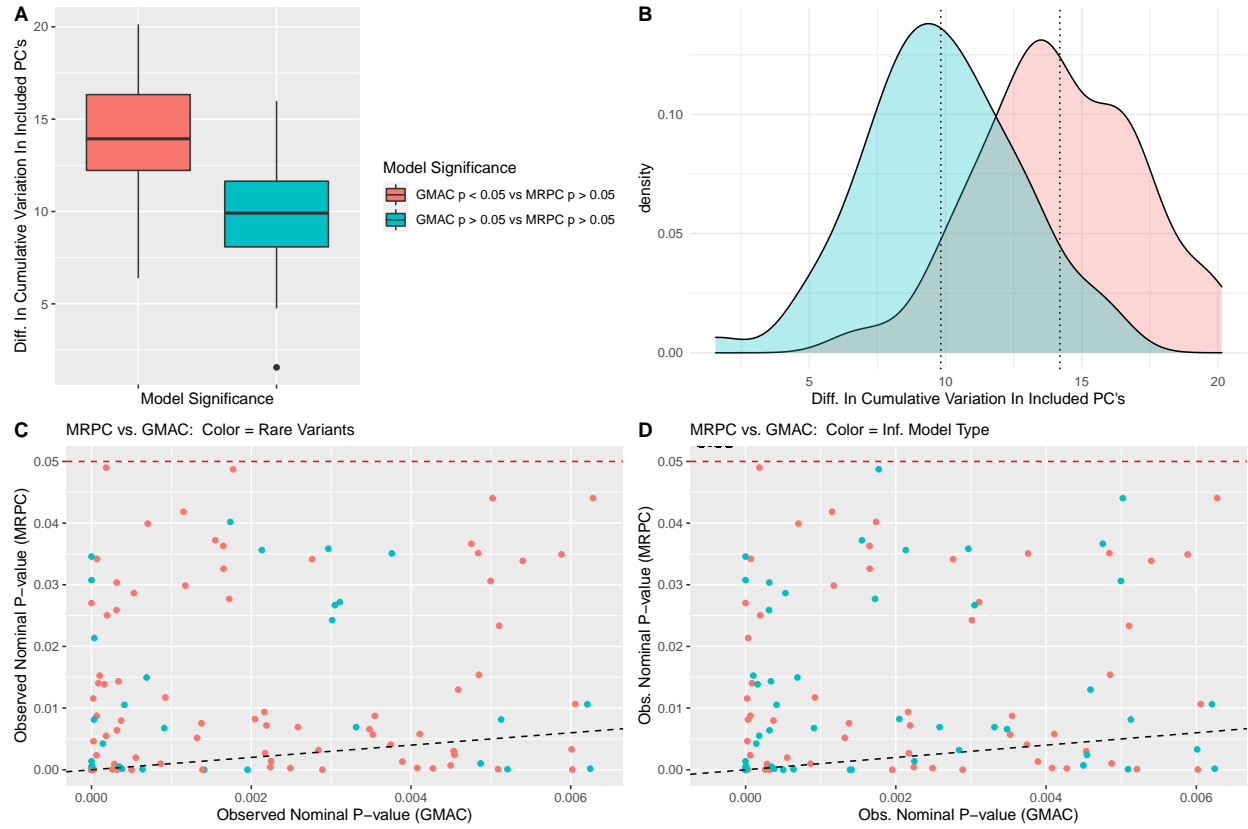 A
Diff. In Cumulative Variation In Included PC's
20
15
10
5
Model Significance
Model Significance
GMAC p < 0.05 vs MRPC p > 0.05
GMAC p > 0.05 vs MRPC p > 0.05
B
density
0.10
0.05
0.00
5
10
15
20
Diff. In Cumulative Variation In Included PC's
C
MRPC vs. GMAC: Color = Rare Variants
Observed Nominal P−value (MRPC)
0.05
0.04
0.03
0.02
0.01
0.00
0.000
0.002
0.004
0.006
Observed Nominal P−value (GMAC)
D
MRPC vs. GMAC: Color = Inf. Model Type
Obs. Nominal P−value (MRPC)
0.05
0.04
0.03
0.02
0.01
0.00
0.000
0.002
0.004
0.006
Obs. Nominal P−value (GMAC)